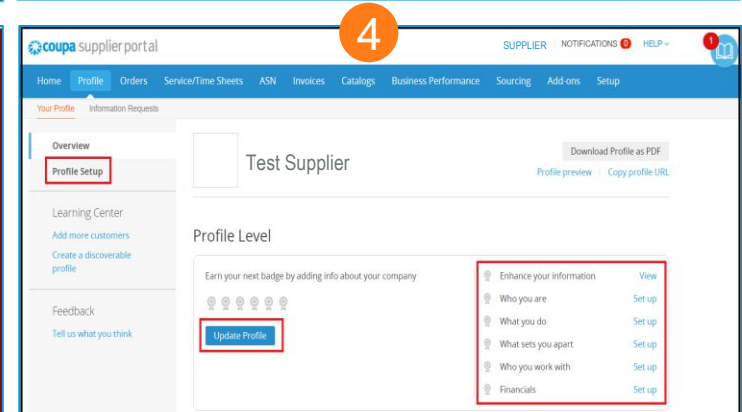 4
coupa supplier portal
SUPPLIER NOTIFICATIONS 0 HELP
1
Home Profile Orders Service/Time Sheets ASN Invoices Catalogs Business Performance Sourcing Add-ons Setup
Your Profile Information Requests
Overview
Profile Setup
Learning Center
Add more customers
Create a discoverable
profile
Feedback
Tell us what you think
Test Supplier
Download Profile as PDF
Profile preview Copy profile URL
Profile Level
Earn your next badge by adding info about your company
Update Profile
Enhance your information View
Who you are Set up
What you do Set up
What sets you apart Set up
Who you work with Set up
Financials Set up